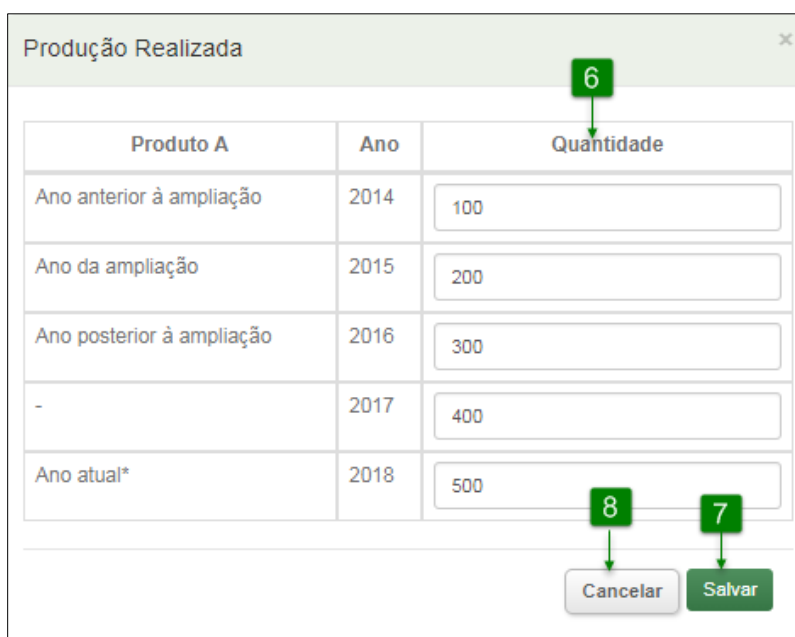 Produção Realizada ×
6
Produto A Ano Quantidade
Ano anterior à ampliação 2014 100
Ano da ampliação 2015 200
Ano posterior à ampliação 2016 300
- 2017 400
Ano atual* 2018 500
8 7
Cancelar Salvar